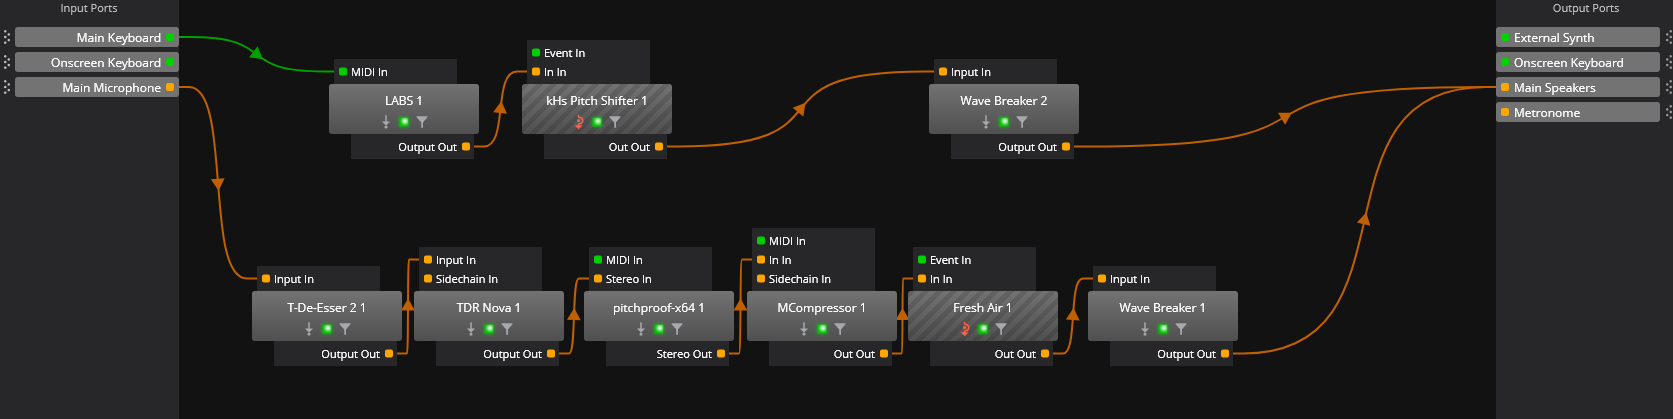 Input Ports
Output Ports
Main Keyboard
Onscreen Keyboard
Main Microphone
External Synth
Onscreen Keyboard
Main Speakers
Metronome
MIDI In
LABS 1
Output Out
Event In
In In
kHs Pitch Shifter 1
Out Out
Input In
Wave Breaker 2
Output Out
Input In
T-De-Esser 2 1
Output Out
Input In
Sidechain In
TDR Nova 1
Output Out
MIDI In
Stereo In
pitchproof-x64 1
Stereo Out
MIDI In
In In
Sidechain In
MCompressor 1
Out Out
Event In
In In
Fresh Air 1
Out Out
Input In
Wave Breaker 1
Output Out